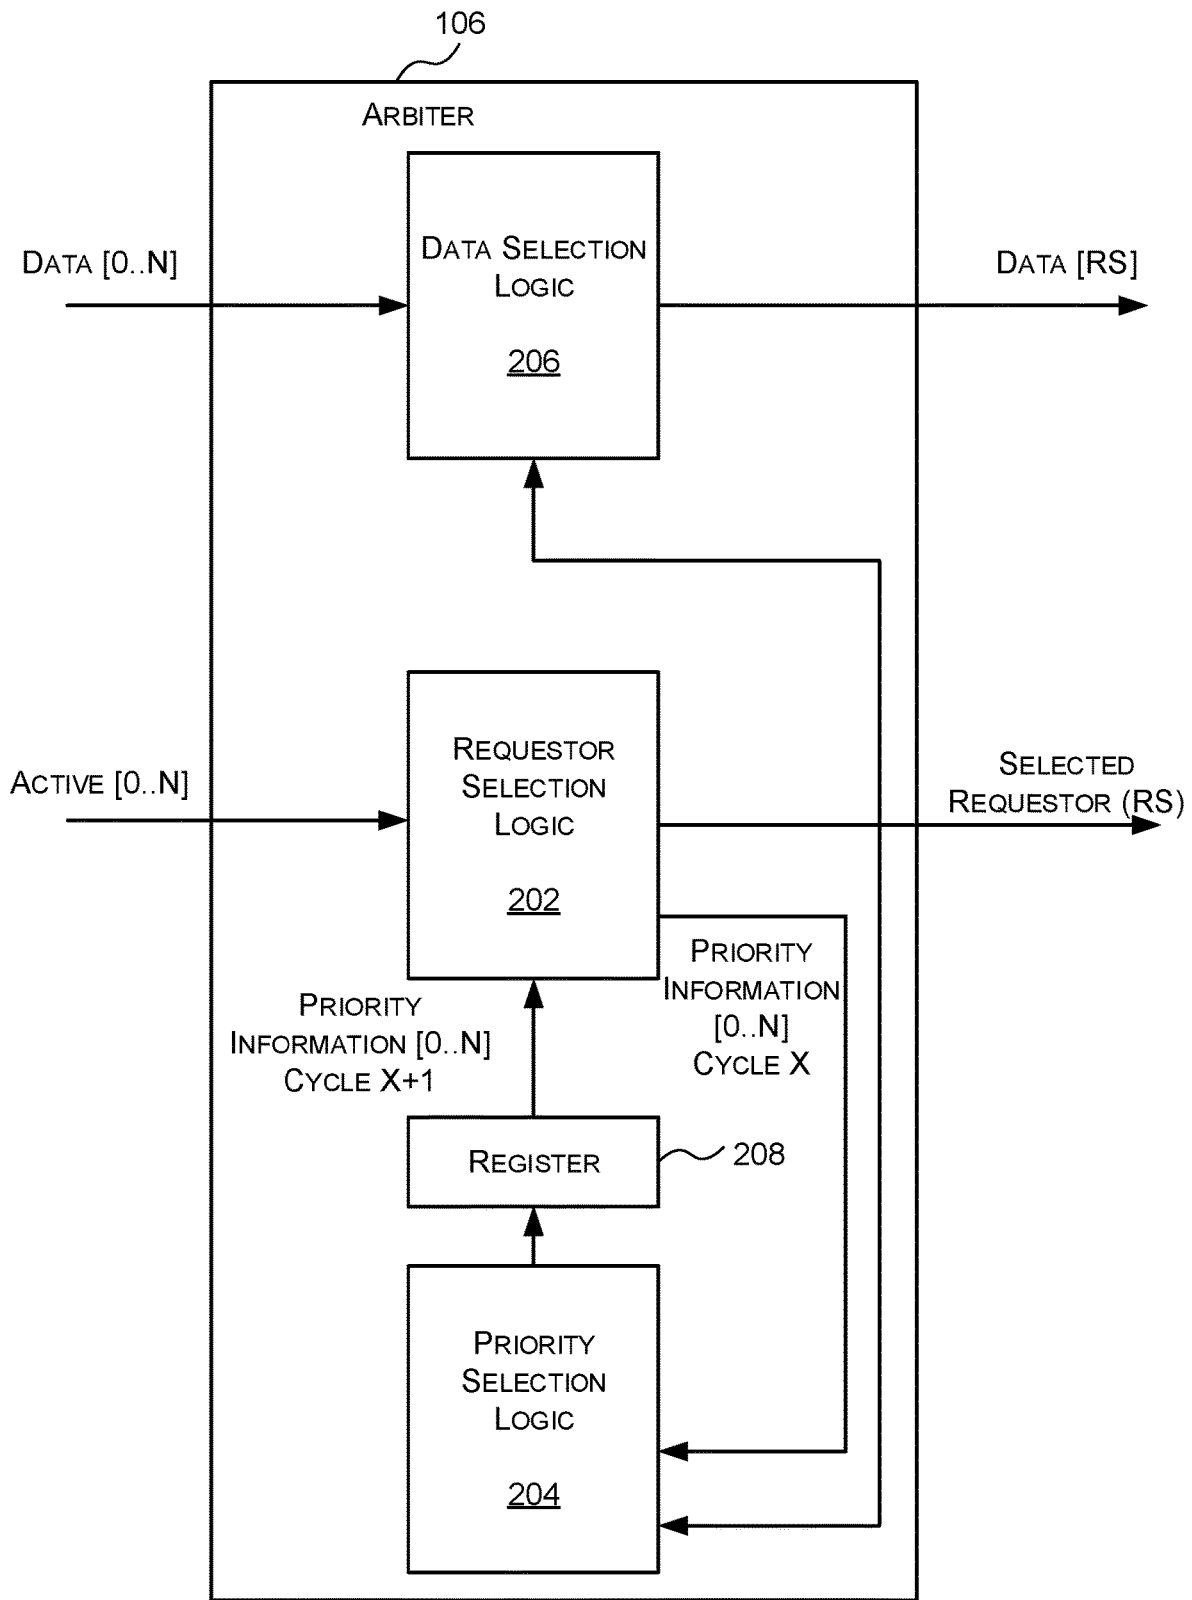 106
ARBITER
DATA [0..N]
DATA SELECTION
LOGIC
206
DATA [RS]
ACTIVE [0..N]
REQUESTOR
SELECTION
LOGIC
202
SELECTED
REQUESTOR (RS)
PRIORITY
INFORMATION
[0..N]
CYCLE X
PRIORITY
INFORMATION [0..N]
CYCLE X+1
REGISTER
208
PRIORITY
SELECTION
LOGIC
204